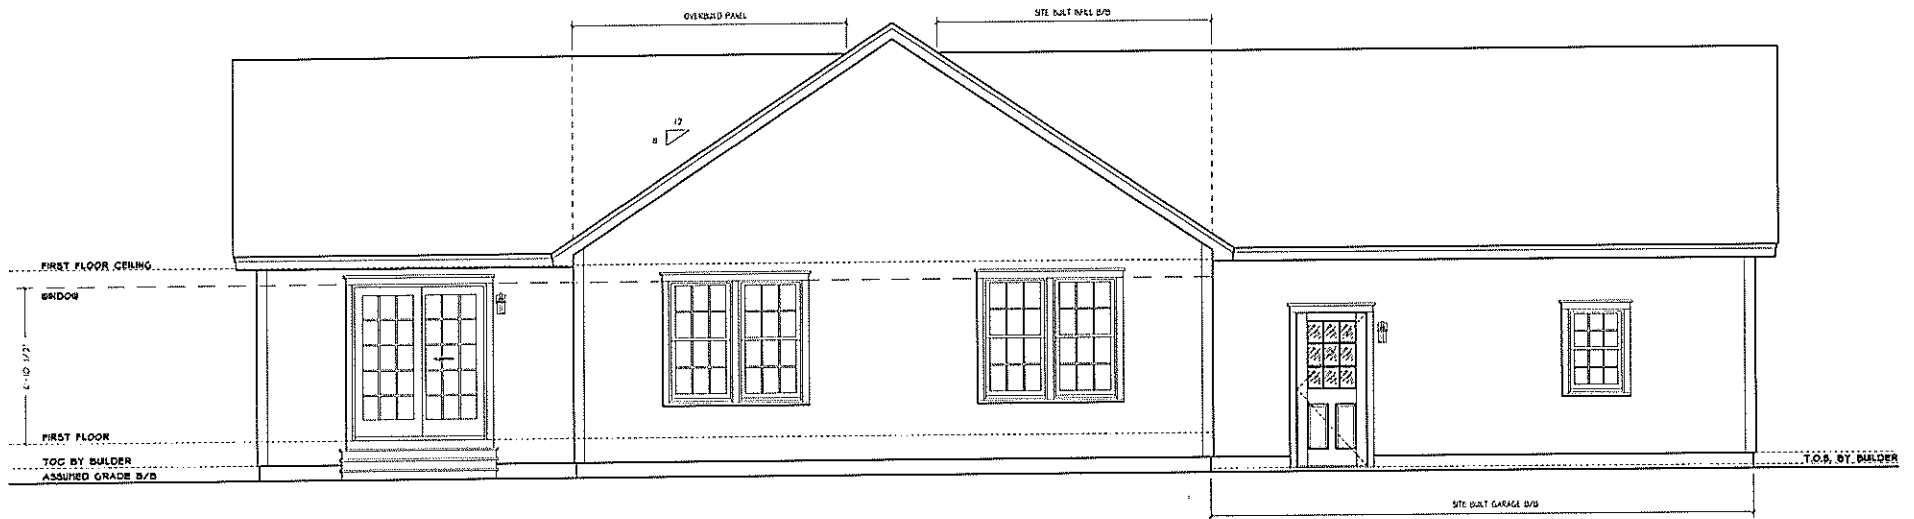 OVERBUILD PANEL
SITE BUILT INFILL B/B
12
8
FIRST FLOOR CEILING
WINDOW
FIRST FLOOR
TOC BY BUILDER
ASSUMED GRADE B/B
T.O.S. BY BUILDER
SITE BUILT GARAGE B/B